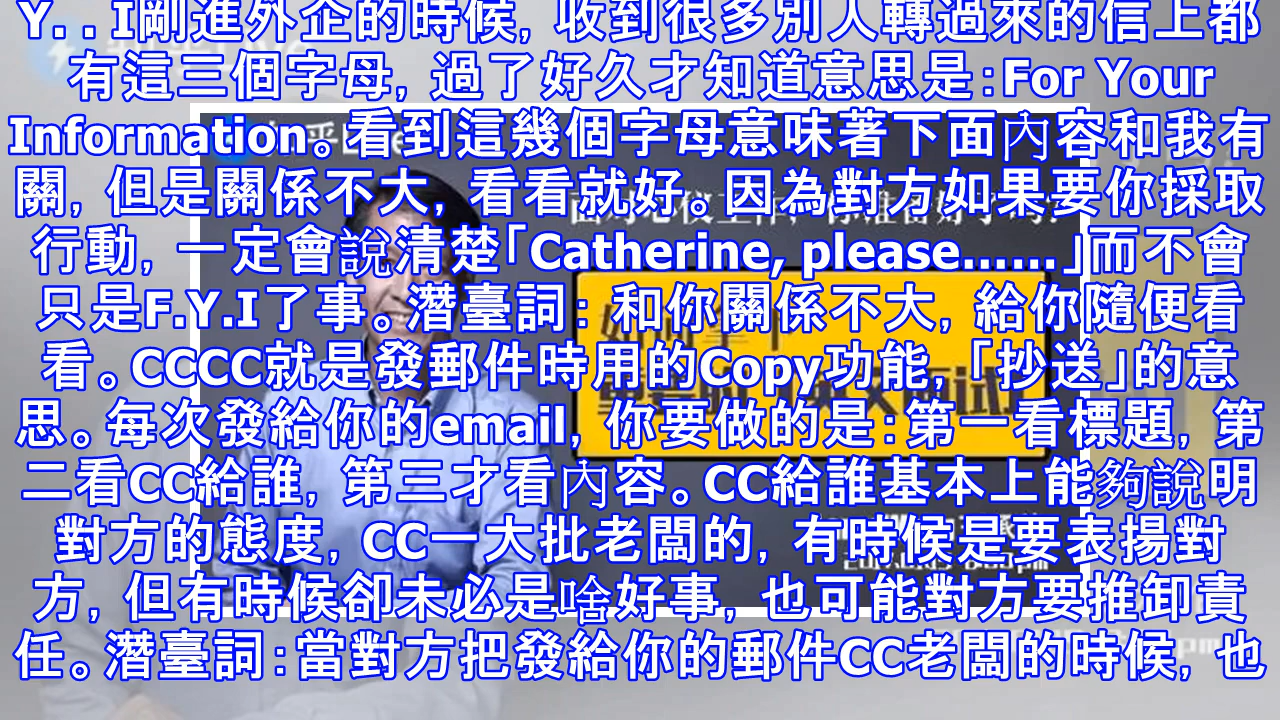 Y. . I剛進外企的時候, 收到很多別人轉過來的信上都
有這三個字母, 過了好久才知道意思是:For Your
Information。看到這幾個字母意味著下面內容和我有
關, 但是關係不大, 看看就好。因為對方如果要你採取
行動, 一定會說清楚「Catherine, please……」而不會
只是F.Y.I了事。潛臺詞: 和你關係不大, 給你隨便看
看。CCCC就是發郵件時用的Copy功能, 「抄送」的意
思。每次發給你的email, 你要做的是:第一看標題, 第
二看CC給誰, 第三才看內容。CC給誰基本上能夠說明
對方的態度, CC一大批老闆的, 有時候是要表揚對
方, 但有時候卻未必是啥好事, 也可能對方要推卸責
任。潛臺詞:當對方把發給你的郵件CC老闆的時候, 也